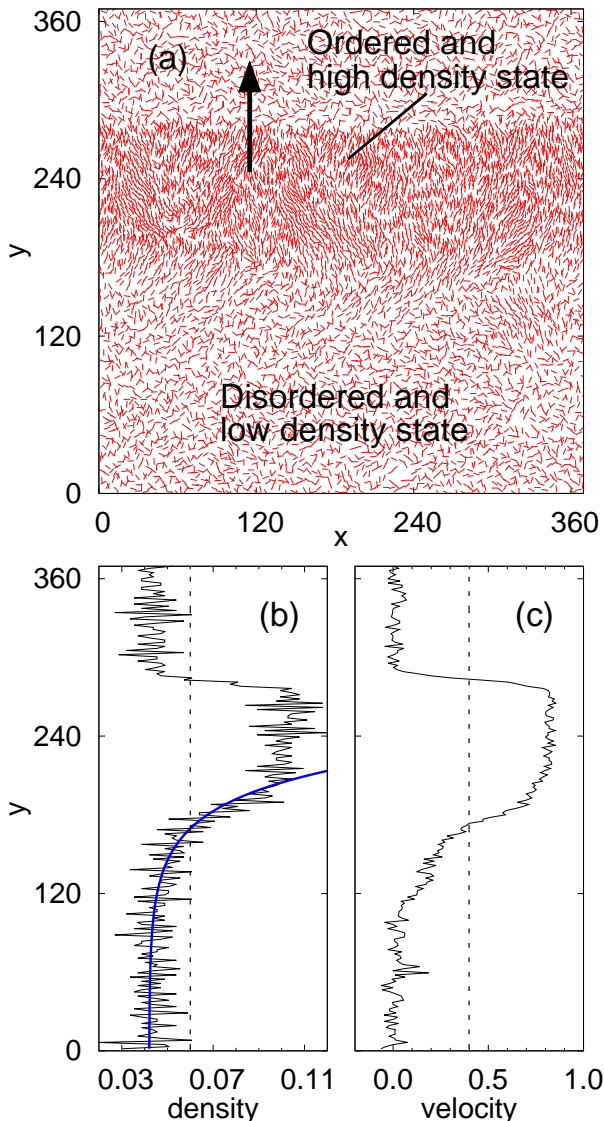 360
(a)
Ordered and
high density state
240
y
120
Disordered and
low density state
0
0
120
240
360
x
360
(b)
(c)
240
y
120
0
0.03
0.07
0.11
0.0
0.5
1.0
density
velocity